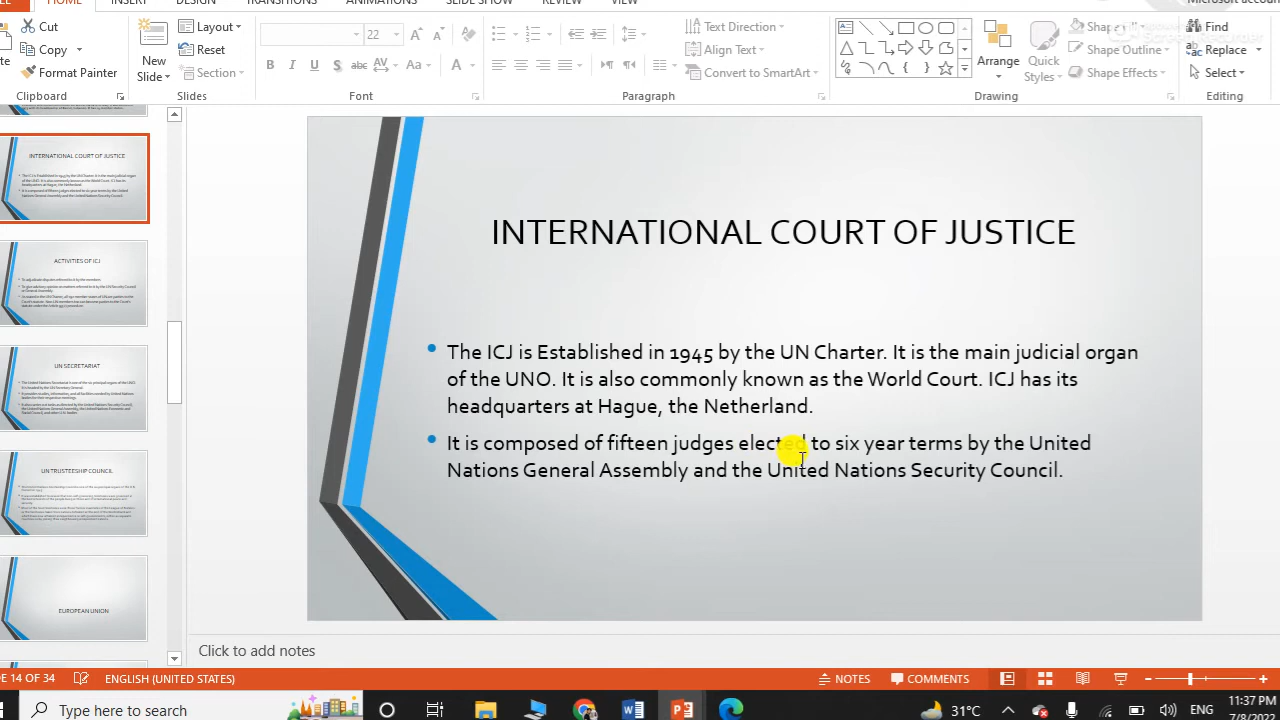 HOME INSERT DESIGN TRANSITIONS ANIMATIONS SLIDE SHOW REVIEW VIEW Microsoft account
Cut
Copy
Format Painter
Clipboard
New
Slide
Layout
Reset
Section
Slides
22
B I U S abc AV Aa A
Font
Text Direction
Align Text
Convert to SmartArt
Paragraph
Arrange
Quick
Styles
Shape Outline
Shape Effects
Drawing
Find
Replace
Select
Editing
INTERNATIONAL COURT OF JUSTICE
The ICJ is Established in 1945 by the UN Charter. It is the main judicial organ
of the UNO. It is also commonly known as the World Court. ICJ has its
headquarters at Hague, the Netherland.
It is composed of fifteen judges elected to six year terms by the United
Nations General Assembly and the United Nations Security Council.
INTERNATIONAL COURT OF JUSTICE
ACTIVITIES OF ICJ
UN SECRETARIAT
UN TRUSTEESHIP COUNCIL
EUROPEAN UNION
Click to add notes
14 OF 34 ENGLISH (UNITED STATES) NOTES COMMENTS
Type here to search
31°C ENG
11:37 PM